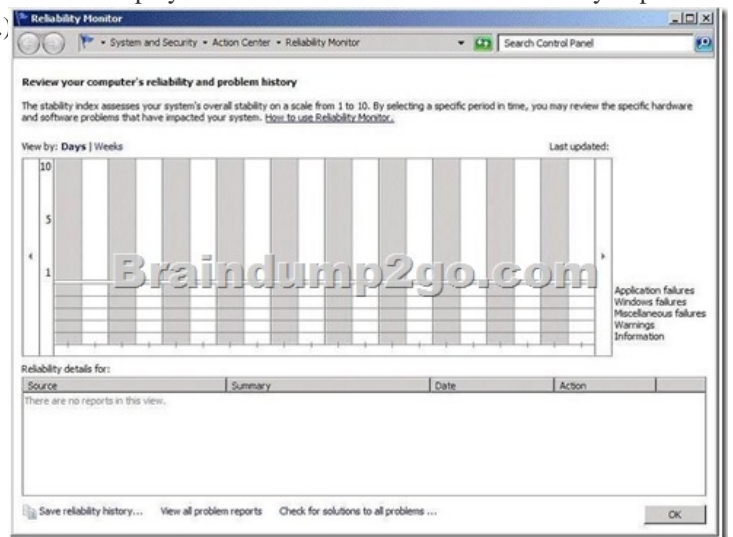 Reliability Monitor
System and Security • Action Center • Reliability Monitor
Search Control Panel
Review your computer's reliability and problem history
The stability index assesses your system's overall stability on a scale from 1 to 10. By selecting a specific period in time, you may review the specific hardware
and software problems that have impacted your system. How to use Reliability Monitor.
View by: Days | Weeks
Last updated:
10
5
1
Braindump2go.com
Application failures
Windows failures
Miscellaneous failures
Warnings
Information
Reliability details for:
Source Summary Date Action
There are no reports in this view.
Save reliability history... View all problem reports Check for solutions to all problems ...
OK